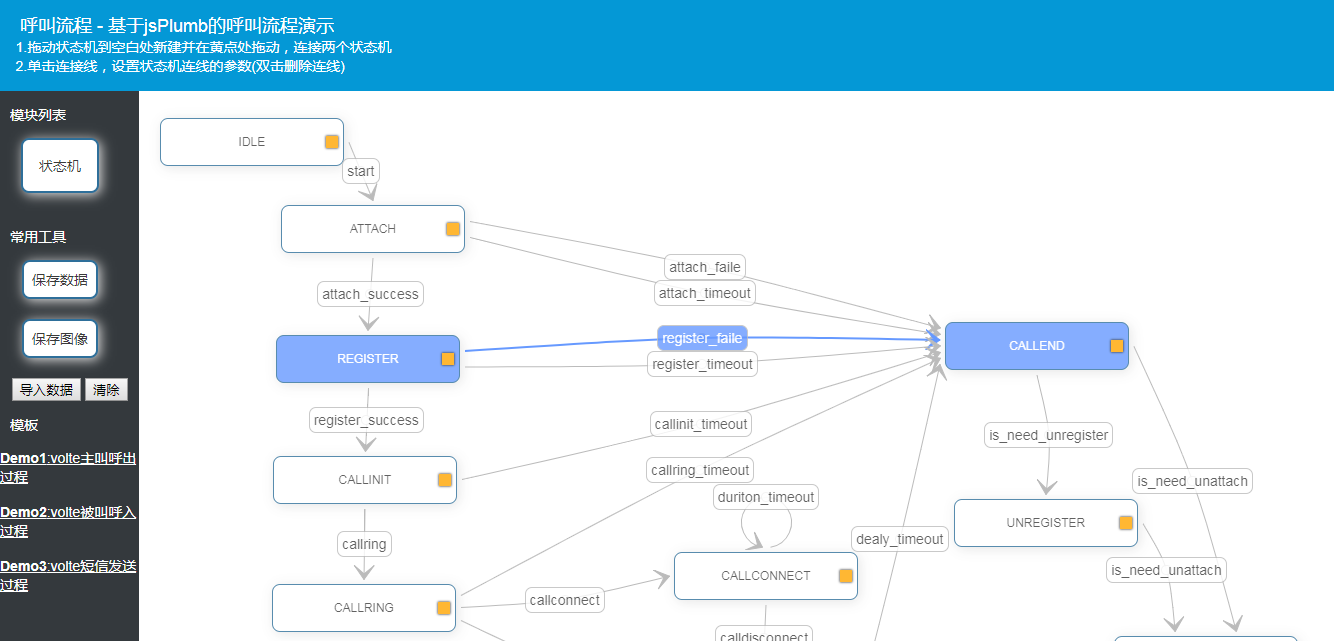 呼叫流程 - 基于jsPlumb的呼叫流程演示
1.拖动状态机到空白处新建并在黄点处拖动，连接两个状态机
2.单击连接线，设置状态机连线的参数(双击删除连线)
模块列表
状态机
常用工具
保存数据
保存图像
导入数据 清除
模板
Demo1:volte主叫呼出
过程
Demo2:volte被叫呼入
过程
Demo3:volte短信发送
过程
IDLE
start
ATTACH
attach_faile
attach_success
attach_timeout
register_faile
CALLEND
REGISTER
register_timeout
register_success
callinit_timeout
is_need_unregister
callring_timeout
CALLINIT
is_need_unattach
duriton_timeout
UNREGISTER
callring
dealy_timeout
is_need_unattach
CALLCONNECT
callconnect
CALLRING
calldisconnect